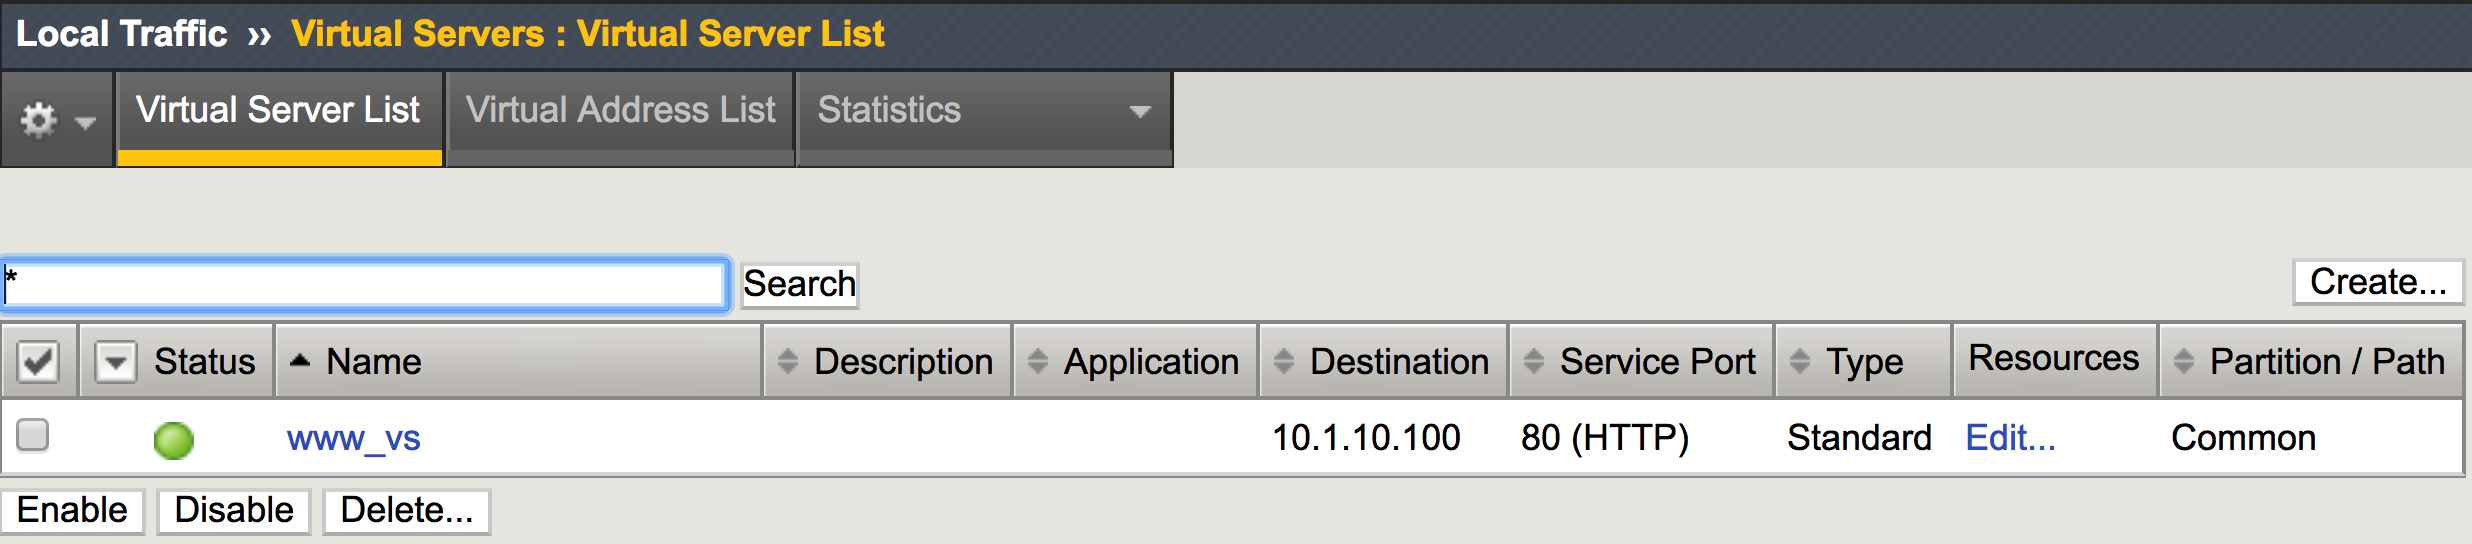 Local Traffic ›› Virtual Servers : Virtual Server List
Virtual Server List Virtual Address List Statistics
* Search Create...
Status Name Description Application Destination Service Port Type Resources Partition / Path
www_vs 10.1.10.100 80 (HTTP) Standard Edit... Common
Enable Disable Delete...